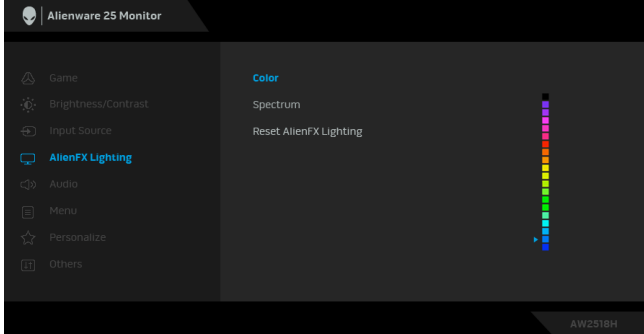 Alienware 25 Monitor
Game
Brightness/Contrast
Input Source
AlienFX Lighting
Audio
Menu
Personalize
Others
Color
Spectrum
Reset AlienFX Lighting
AW2518H